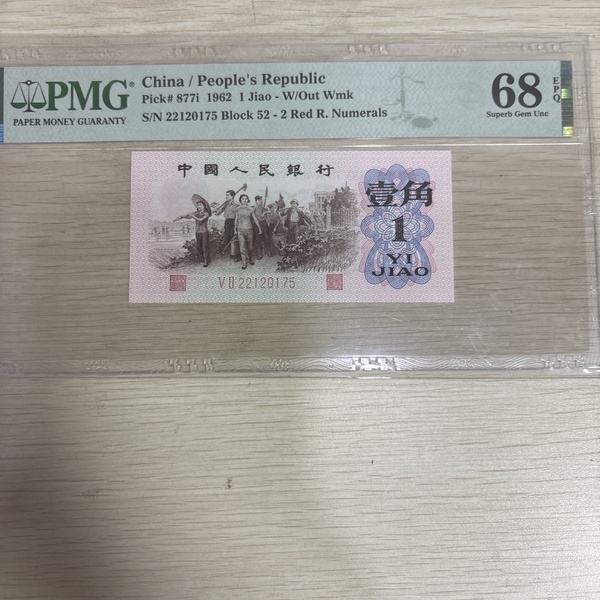 PMG®
PAPER MONEY GUARANTY
China / People's Republic
Pick# 877i 1962 1 Jiao - W/Out Wmk
S/N 22120175 Block 52 - 2 Red R. Numerals
68
EPQ
Superb Gem Unc
中國人民銀行
壹角
1
YI
JIAO
V II 22120175